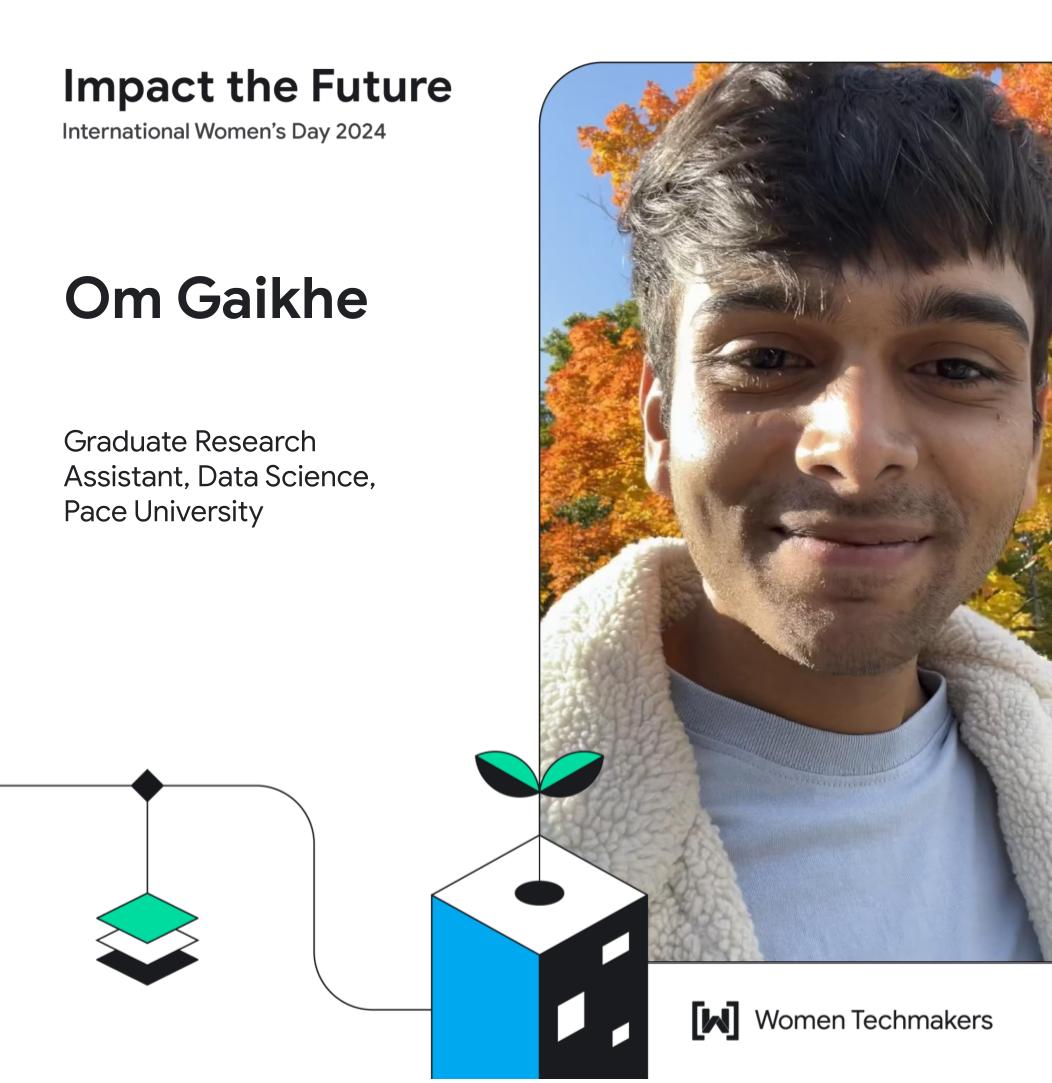 Impact the Future
International Women's Day 2024
Om Gaikhe
Graduate Research
Assistant, Data Science,
Pace University
[W] Women Techmakers